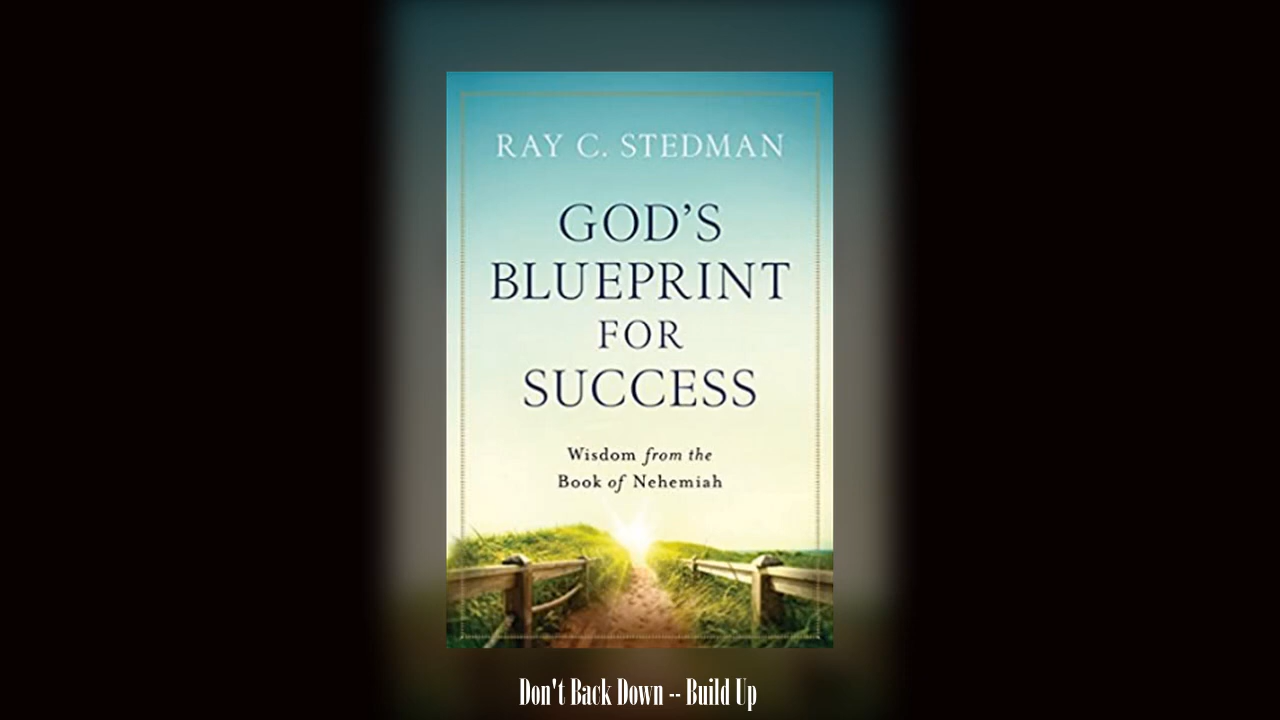 RAY C. STEDMAN
GOD'S
BLUEPRINT
FOR
SUCCESS
Wisdom from the
Book of Nehemiah
Don't Back Down -- Build Up